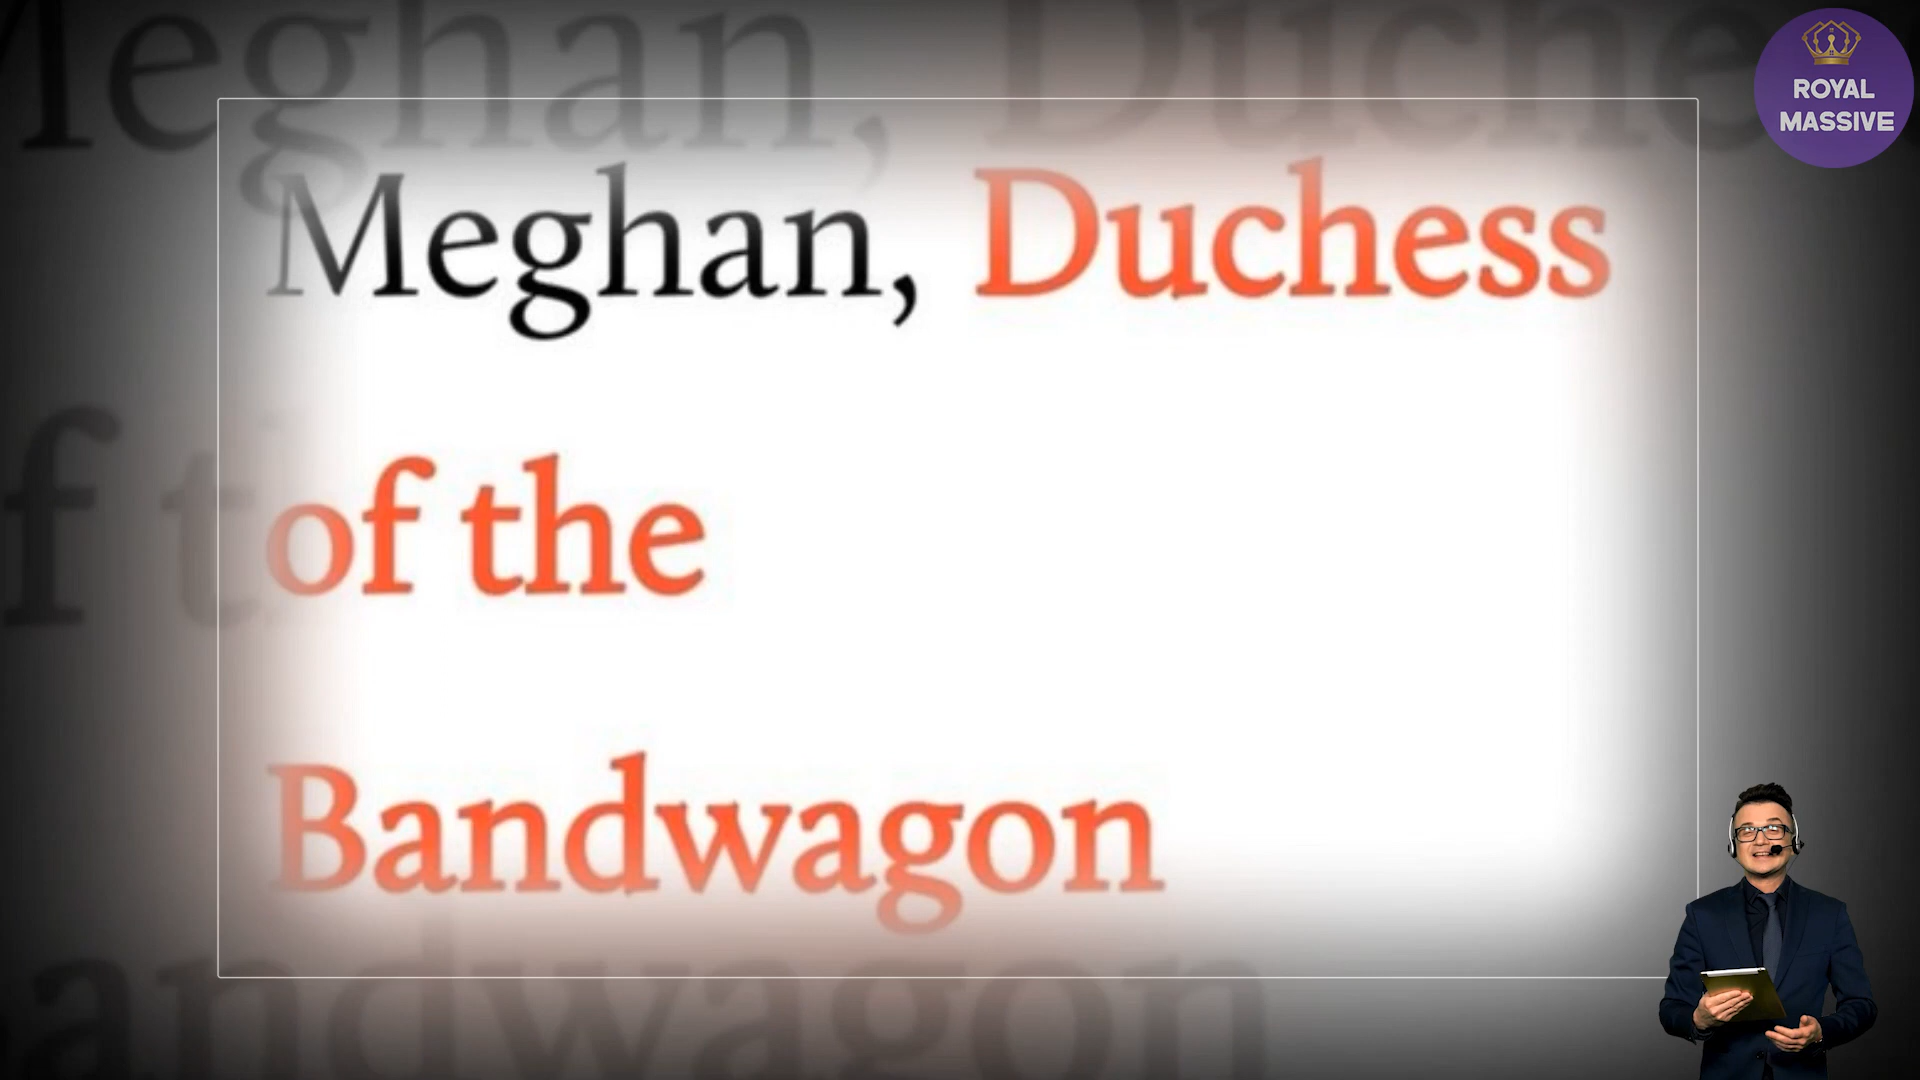 Meghan, Duchess
of the
Bandwagon
ROYAL
MASSIVE